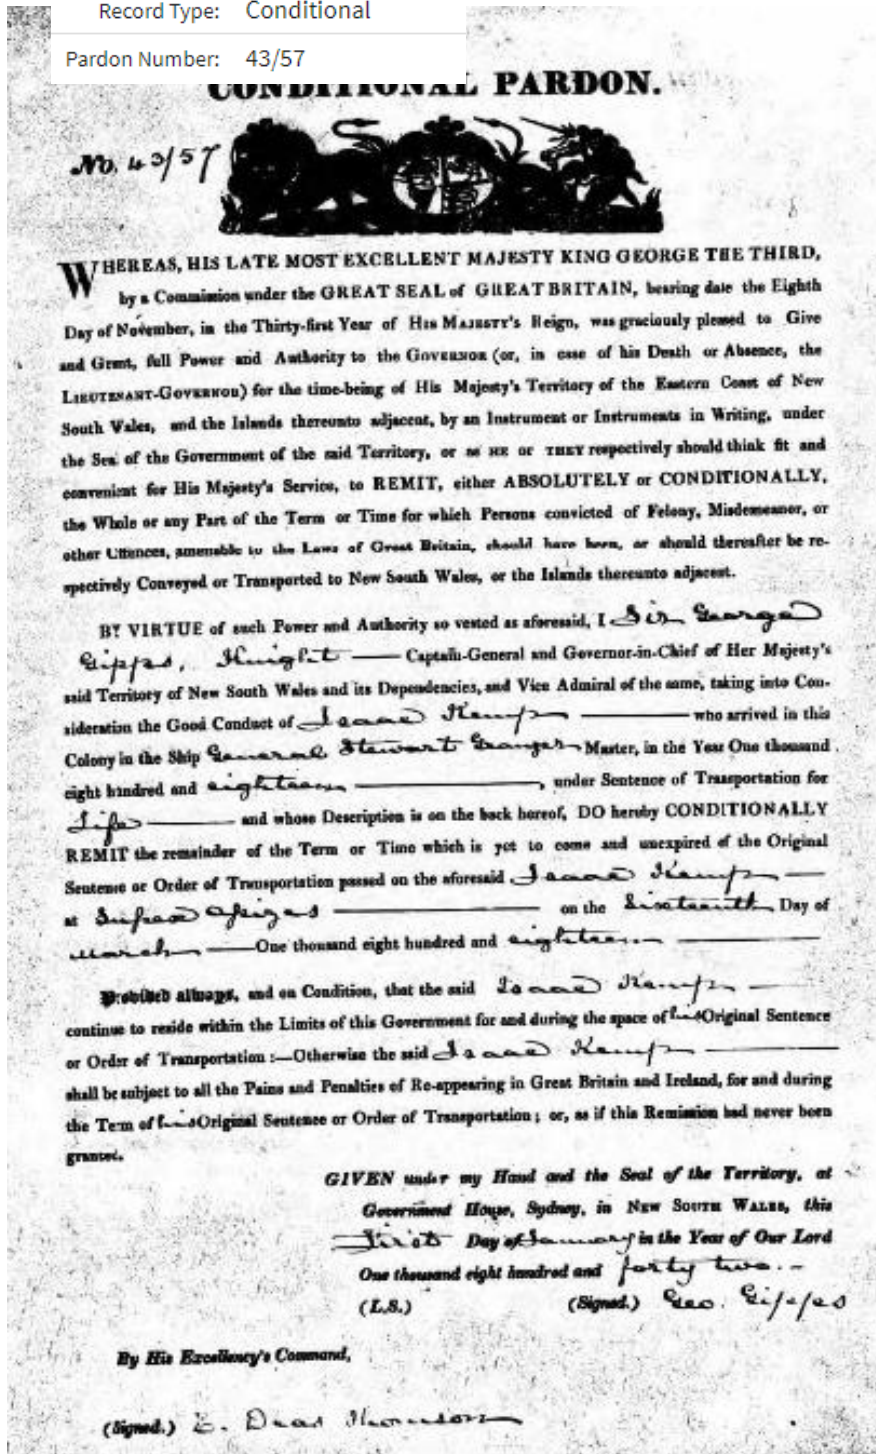 Record Type: Conditional
Pardon Number: 43/57
CONDITIONAL PARDON.
No. 43/57
WHEREAS, HIS LATE MOST EXCELLENT MAJESTY KING GEORGE THE THIRD,
by a Commission under the GREAT SEAL of GREAT BRITAIN, bearing date the Eighth
Day of November, in the Thirty-first Year of HIS MAJESTY'S Reign, was graciously pleased to Give
and Grant, full Power and Authority to the GOVERNOR (or, in case of his Death or Absence, the
LIEUTENANT-GOVERNOR) for the time-being of His Majesty's Territory of the Eastern Coast of New
South Wales, and the Islands thereunto adjacent, by an Instrument or Instruments in Writing, under
the Seal of the Government of the said Territory, or as HE or THEY respectively should think fit and
convenient for His Majesty's Service, to REMIT, either ABSOLUTELY or CONDITIONALLY,
the Whole or any Part of the Term or Time for which Persons convicted of Felony, Misdemeanor, or
other Offences, amenable to the Laws of Great Britain, should have been, or should thereafter be re-
spectively Conveyed or Transported to New South Wales, or the Islands thereunto adjacent.
BY VIRTUE of such Power and Authority so vested as aforesaid, I Sir George
Gipps, Knight — Captain-General and Governor-in-Chief of Her Majesty's
said Territory of New South Wales and its Dependencies, and Vice Admiral of the same, taking into Con-
sideration the Good Conduct of Isaac Kemp — who arrived in this
Colony in the Ship General Stewart Granger Master, in the Year One thousand
eight hundred and eighteen —, under Sentence of Transportation for
Life — and whose Description is on the back hereof, DO hereby CONDITIONALLY
REMIT the remainder of the Term or Time which is yet to come and unexpired of the Original
Sentence or Order of Transportation passed on the aforesaid Isaac Kemp —
at Sussex Assizes — on the Sixteenth Day of
March — One thousand eight hundred and eighteen —
Provided always, and on Condition, that the said Isaac Kemp —
continue to reside within the Limits of this Government for and during the space of his Original Sentence
or Order of Transportation :—Otherwise the said Isaac Kemp —
shall be subject to all the Pains and Penalties of Re-appearing in Great Britain and Ireland, for and during
the Term of his Original Sentence or Order of Transportation ; or, as if this Remission had never been
granted.
GIVEN under my Hand and the Seal of the Territory, at
Government House, Sydney, in NEW SOUTH WALES, this
First Day of January in the Year of Our Lord
One thousand eight hundred and forty two. -
(L.S.) (Signed.) Geo. Gipps
By His Excellency's Command,
(Signed.) E. Deas Thomson